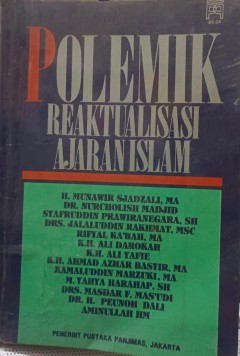 POLEMIK
REAKTUALISASI
AJARAN ISLAM
H. MUNAWIR SJADZALI, MA
DR. NURCHOLISH MADJID
SYAFRUDDIN PRAWIRANEGARA, SH
DRS. JALALUDDIN RAKHMAT, MSC
RIFYAL KA'BAH, MA
K.H. ALI DAROKAH
K.H. ALI YAFIE
K.H. AHMAD AZHAR BASYIR, MA
KAMALUDDIN MARZUKI, MA
M. YAHYA HARAHAP, SH
DRS. MASDAR F. MAS'UDI
DR. H. PEUNOH DALI
AMINULLAH HM
PENERBIT PUSTAKA PANJIMAS, JAKARTA